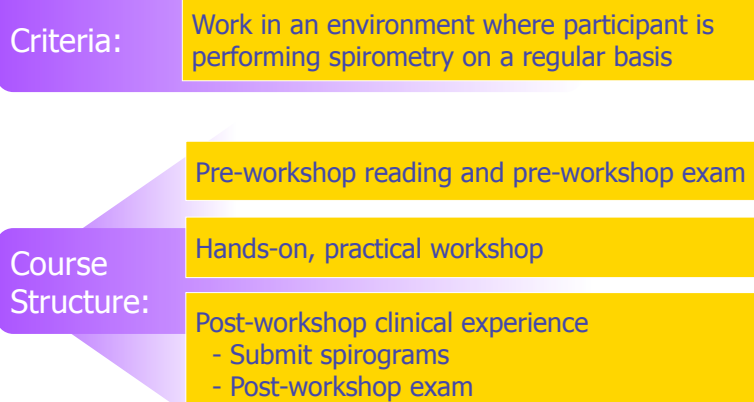 Criteria:
Work in an environment where participant is
performing spirometry on a regular basis
Pre-workshop reading and pre-workshop exam
Course
Structure:
Hands-on, practical workshop
Post-workshop clinical experience
- Submit spirograms
- Post-workshop exam